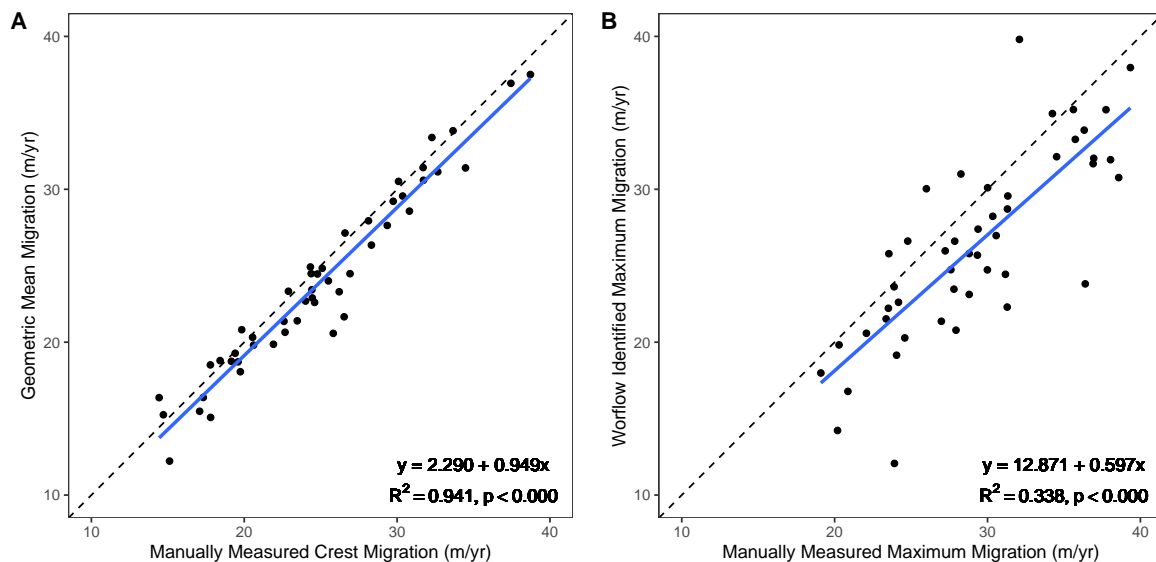 A
B
Geometric Mean Migration (m/yr)
40
30
20
10
y = 2.290 + 0.949x
R² = 0.941, p < 0.000
10 20 30 40
Manually Measured Crest Migration (m/yr)
Worflow Identified Maximum Migration (m/yr)
40
30
20
10
y = 12.871 + 0.597x
R² = 0.338, p < 0.000
10 20 30 40
Manually Measured Maximum Migration (m/yr)